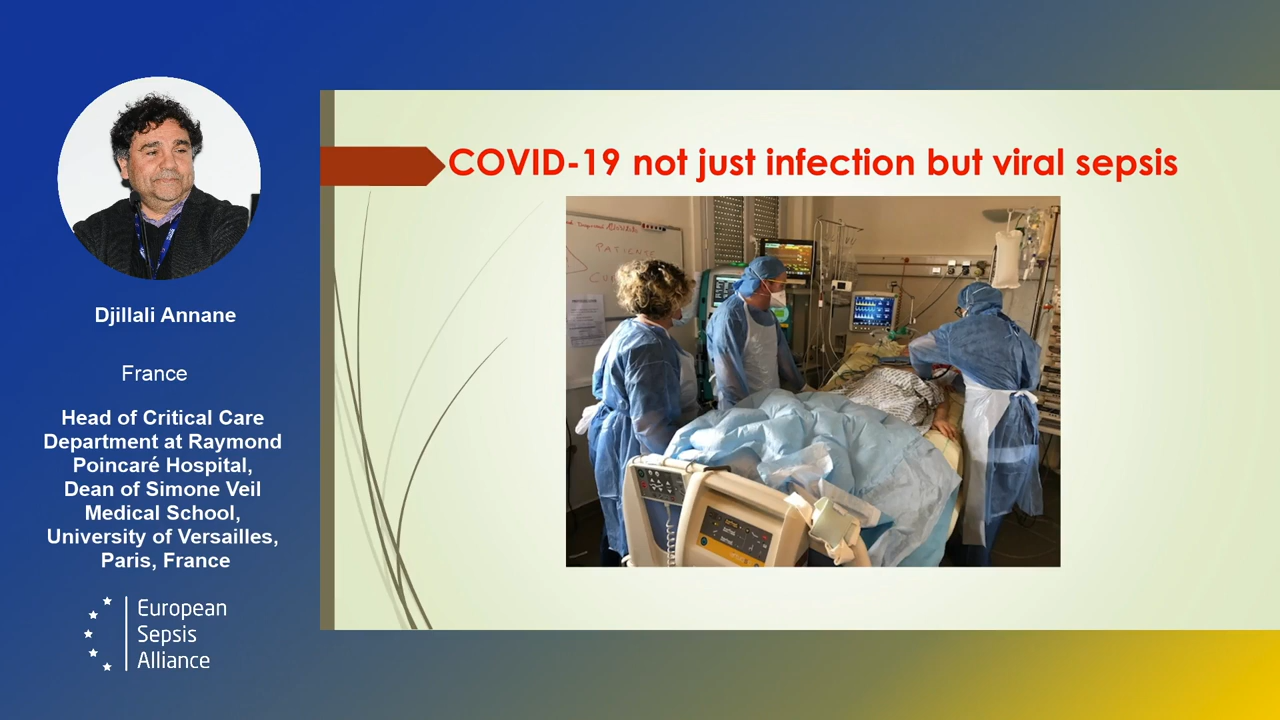 Djillali Annane
France
Head of Critical Care
Department at Raymond
Poincaré Hospital,
Dean of Simone Veil
Medical School,
University of Versailles,
Paris, France
European
Sepsis
Alliance
COVID-19 not just infection but viral sepsis
PATIENTS